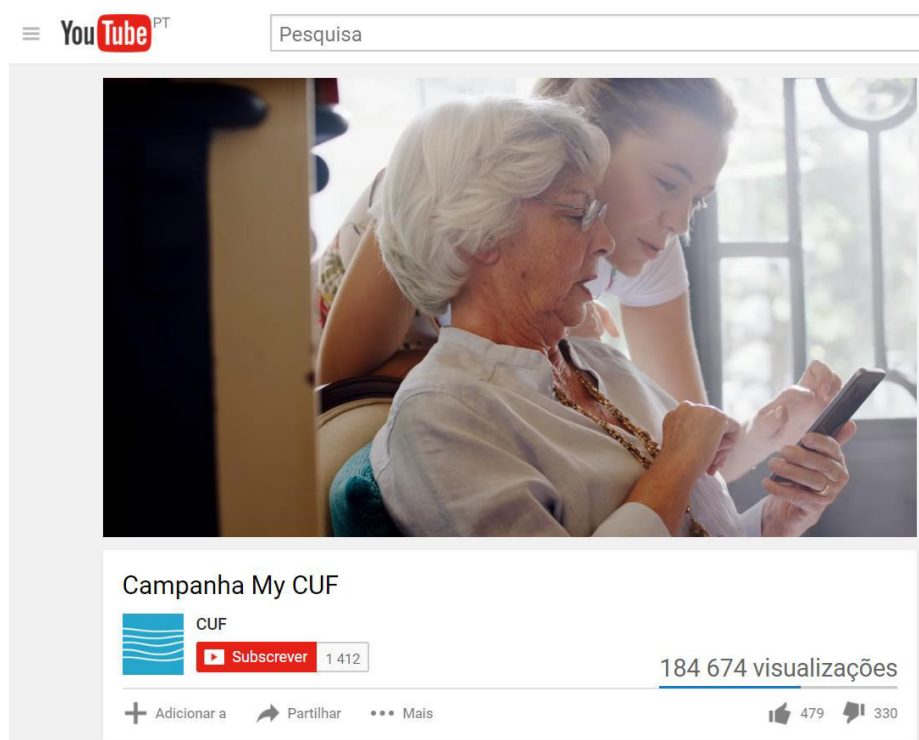 YouTube PT
Pesquisa
Campanha My CUF
CUF
Subscrever 1 412
184 674 visualizações
Adicionar a Partilhar Mais
479 330